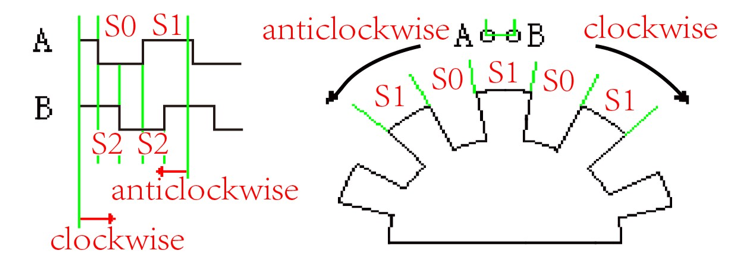 A S0 S1
B
S2 S2
anticlockwise
clockwise
anticlockwise A B clockwise
S1 S0 S1 S0 S1